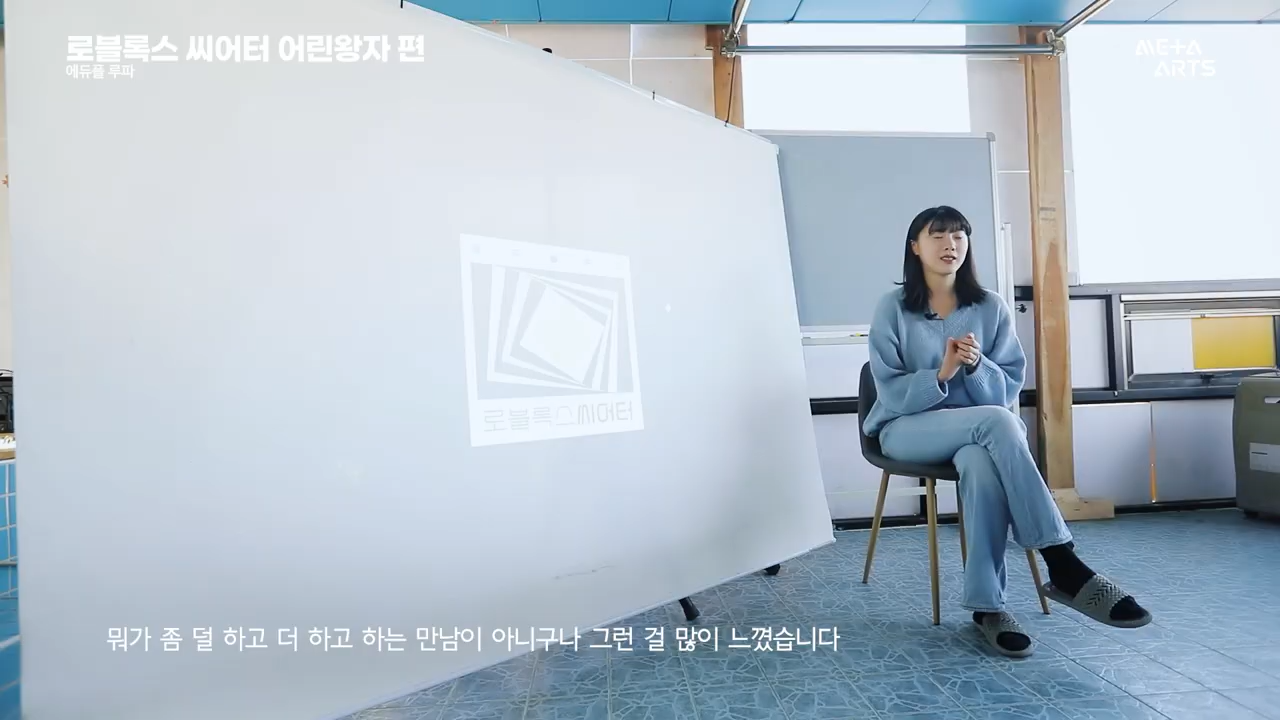 로블록스 씨어터 어린왕자 편
에듀플 루파
META
ARTS
로블록스씨어터
뭐가 좀 덜 하고 더 하고 하는 만남이 아니구나 그런 걸 많이 느꼈습니다